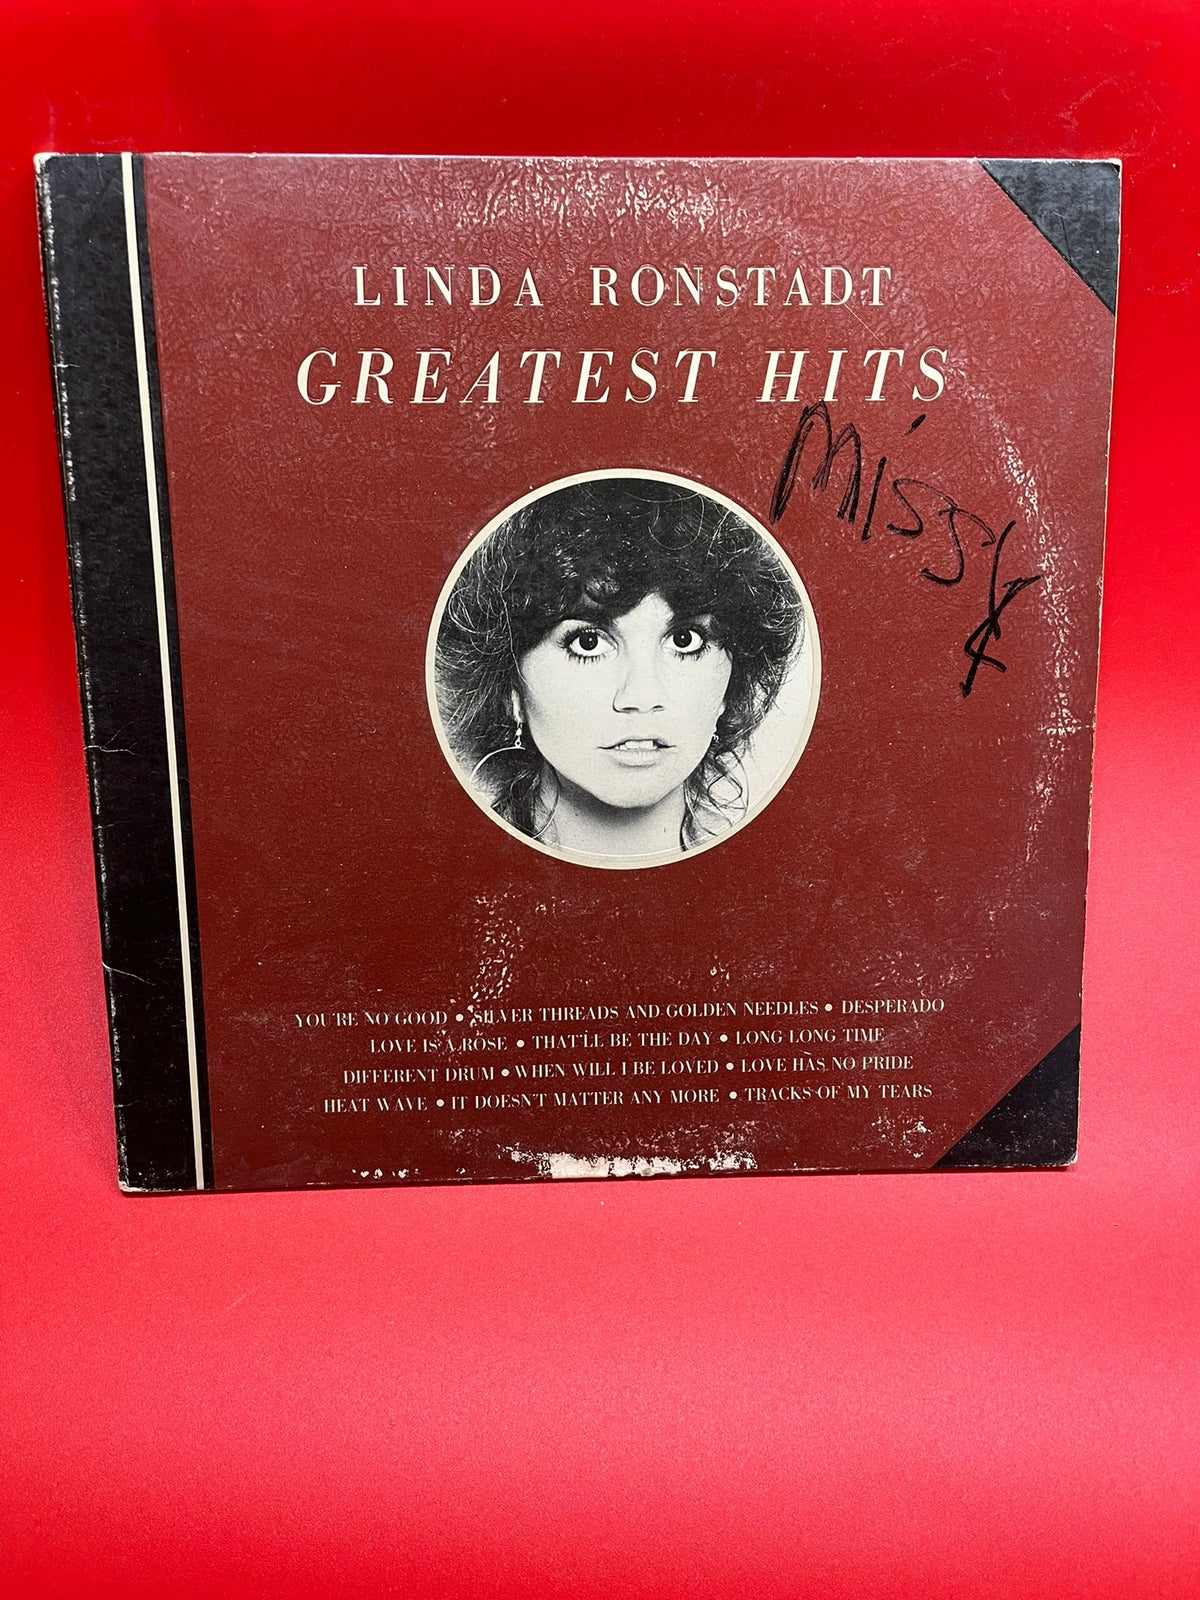 LINDA RONSTADT
GREATEST HITS
Missy
YOU'RE NO GOOD • SILVER THREADS AND GOLDEN NEEDLES • DESPERADO
LOVE IS A ROSE • THAT'LL BE THE DAY • LONG LONG TIME
DIFFERENT DRUM • WHEN WILL I BE LOVED • LOVE HAS NO PRIDE
HEAT WAVE • IT DOESN'T MATTER ANY MORE • TRACKS OF MY TEARS